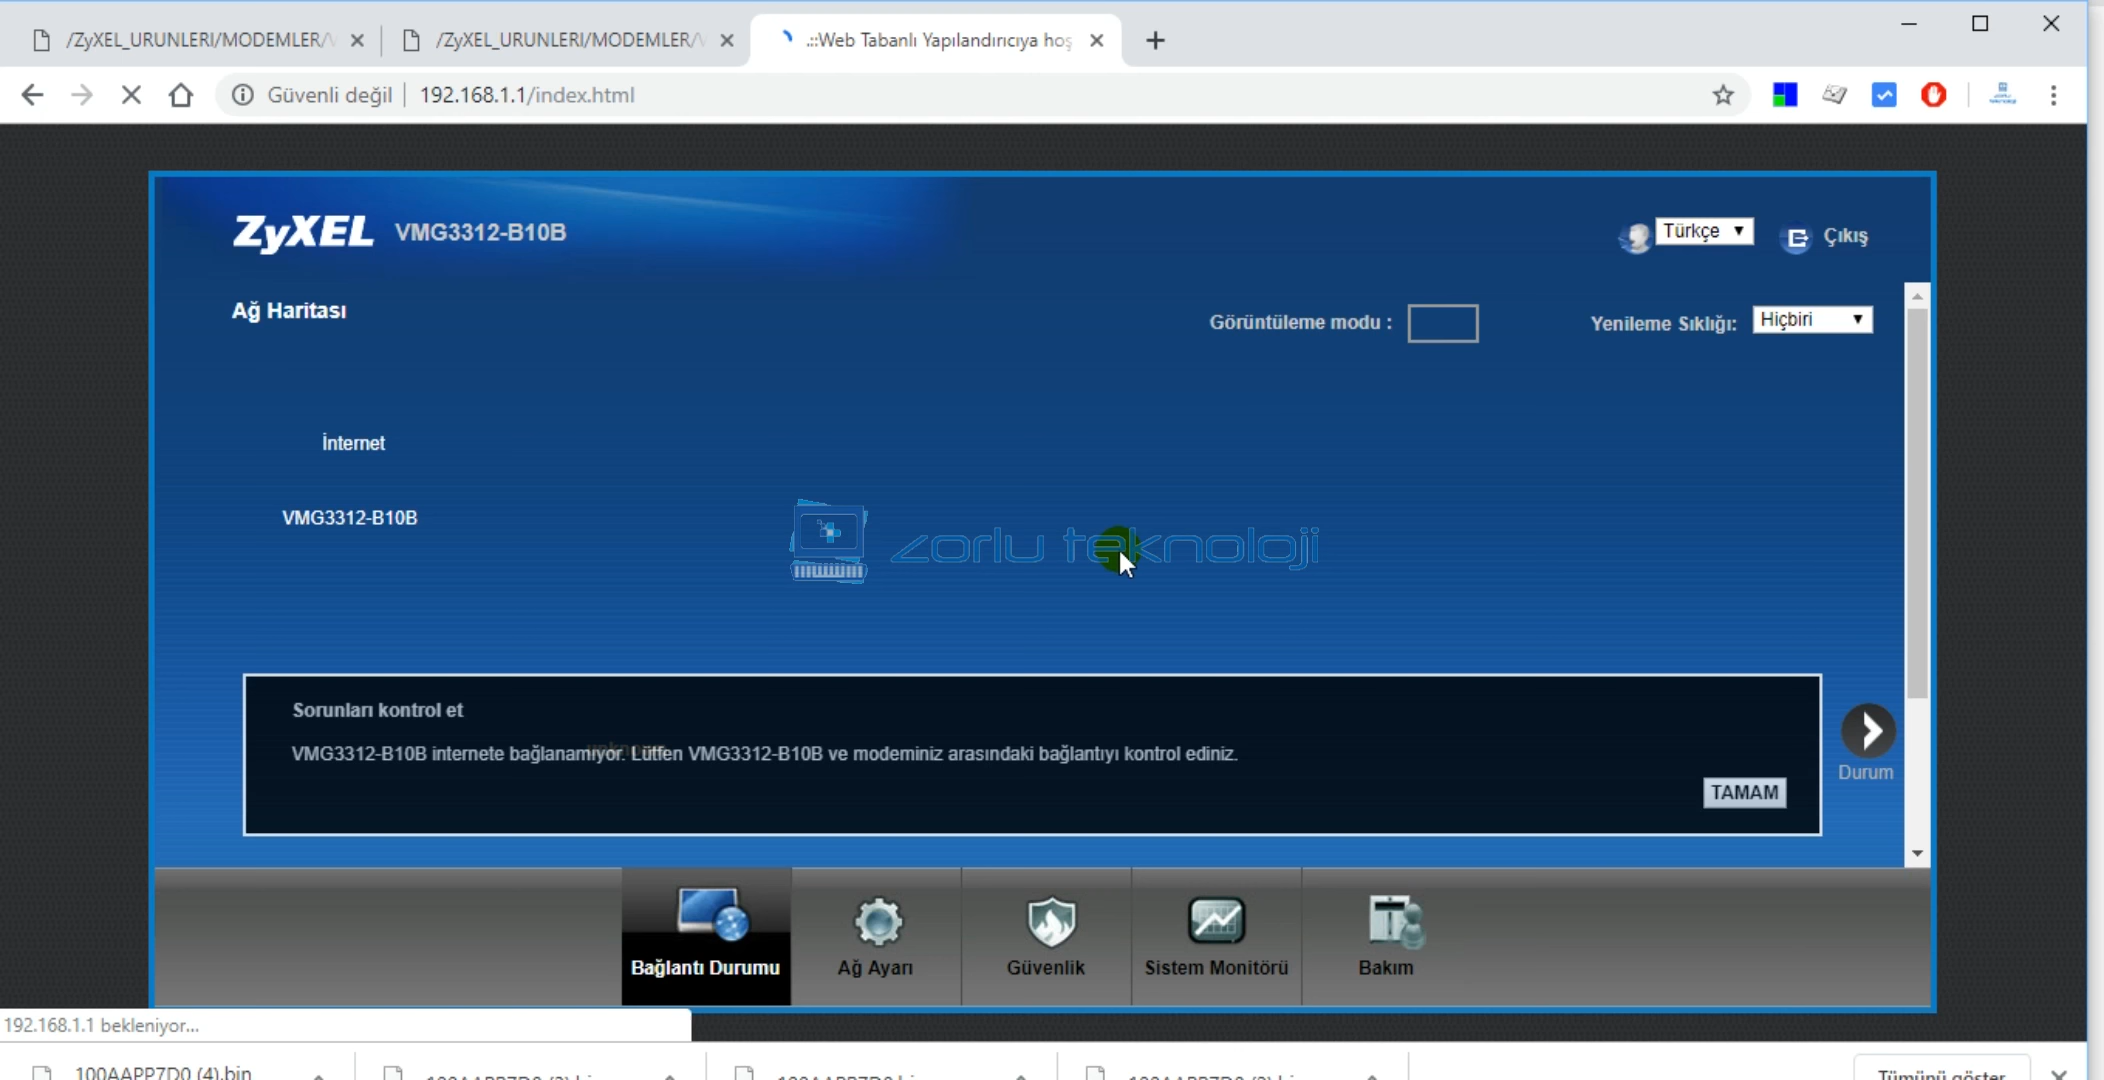 /ZyXEL_URUNLERI/MODEMLER/V
/ZyXEL_URUNLERI/MODEMLER/V
.::Web Tabanlı Yapılandırıcıya hoş
Güvenli değil
192.168.1.1/index.html
ZyXEL VMG3312-B10B
Türkçe
Çıkış
Ağ Haritası
Görüntüleme modu :
Yenileme Sıklığı:
Hiçbiri
İnternet
VMG3312-B10B
zorlu teknoloji
Sorunları kontrol et
VMG3312-B10B internete bağlanamıyor. Lütfen VMG3312-B10B ve modeminiz arasındaki bağlantıyı kontrol ediniz.
TAMAM
Durum
Bağlantı Durumu
Ağ Ayarı
Güvenlik
Sistem Monitörü
Bakım
192.168.1.1 bekleniyor...
100AAPP7D0 (4).bin
Tümünü göster